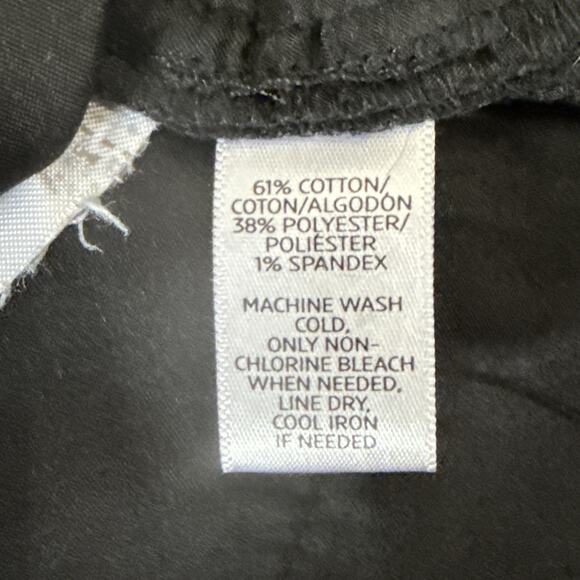 61% COTTON/
COTON/ALGODÓN
38% POLYESTER/
POLIÉSTER
1% SPANDEX
MACHINE WASH
COLD,
ONLY NON-
CHLORINE BLEACH
WHEN NEEDED,
LINE DRY,
COOL IRON
IF NEEDED